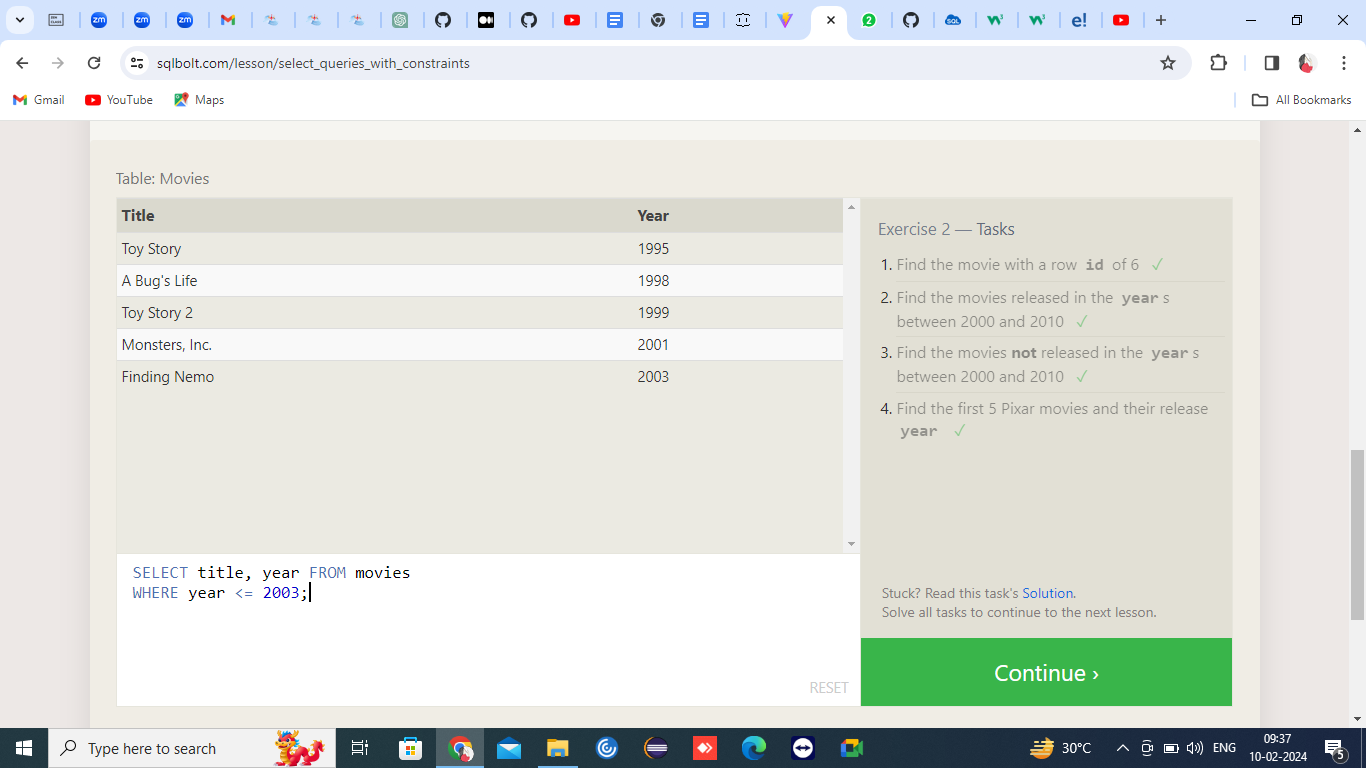 sqlbolt.com/lesson/select_queries_with_constraints
Gmail YouTube Maps All Bookmarks
Table: Movies
Title Year
Toy Story 1995
A Bug's Life 1998
Toy Story 2 1999
Monsters, Inc. 2001
Finding Nemo 2003
SELECT title, year FROM movies
WHERE year <= 2003;
RESET
Exercise 2 — Tasks
1. Find the movie with a row id of 6 ✓
2. Find the movies released in the year s
between 2000 and 2010 ✓
3. Find the movies not released in the year s
between 2000 and 2010 ✓
4. Find the first 5 Pixar movies and their release
year ✓
Stuck? Read this task's Solution.
Solve all tasks to continue to the next lesson.
Continue ›
Type here to search
30°C
ENG
09:37
10-02-2024
5